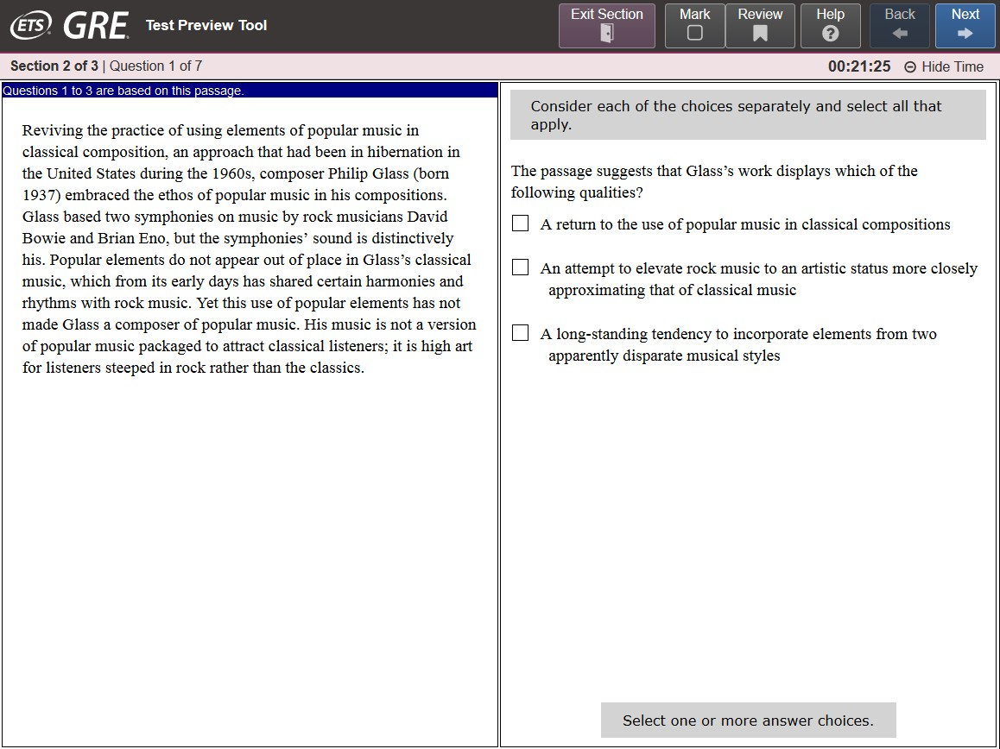 ETS GRE Test Preview Tool Exit Section Mark Review Help Back Next
Section 2 of 3 | Question 1 of 7 00:21:25 Hide Time
Questions 1 to 3 are based on this passage.
Reviving the practice of using elements of popular music in
classical composition, an approach that had been in hibernation in
the United States during the 1960s, composer Philip Glass (born
1937) embraced the ethos of popular music in his compositions.
Glass based two symphonies on music by rock musicians David
Bowie and Brian Eno, but the symphonies’ sound is distinctively
his. Popular elements do not appear out of place in Glass’s classical
music, which from its early days has shared certain harmonies and
rhythms with rock music. Yet this use of popular elements has not
made Glass a composer of popular music. His music is not a version
of popular music packaged to attract classical listeners; it is high art
for listeners steeped in rock rather than the classics.
Consider each of the choices separately and select all that
apply.
The passage suggests that Glass’s work displays which of the
following qualities?
A return to the use of popular music in classical compositions
An attempt to elevate rock music to an artistic status more closely
approximating that of classical music
A long-standing tendency to incorporate elements from two
apparently disparate musical styles
Select one or more answer choices.